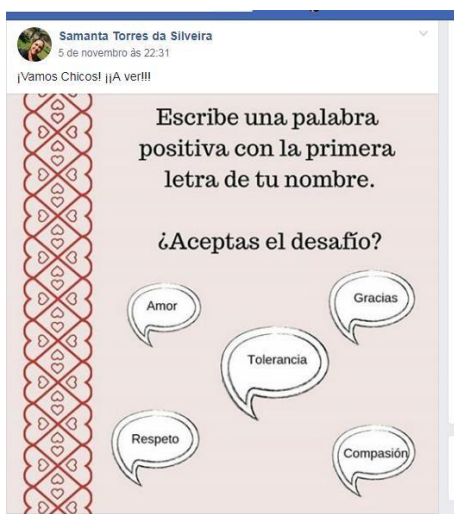 Samanta Torres da Silveira
5 de novembro às 22:31
¡Vamos Chicos! ¡¡A ver!!!
Escribe una palabra
positiva con la primera
letra de tu nombre.
¿Aceptas el desafío?
Amor
Gracias
Tolerancia
Respeto
Compasión